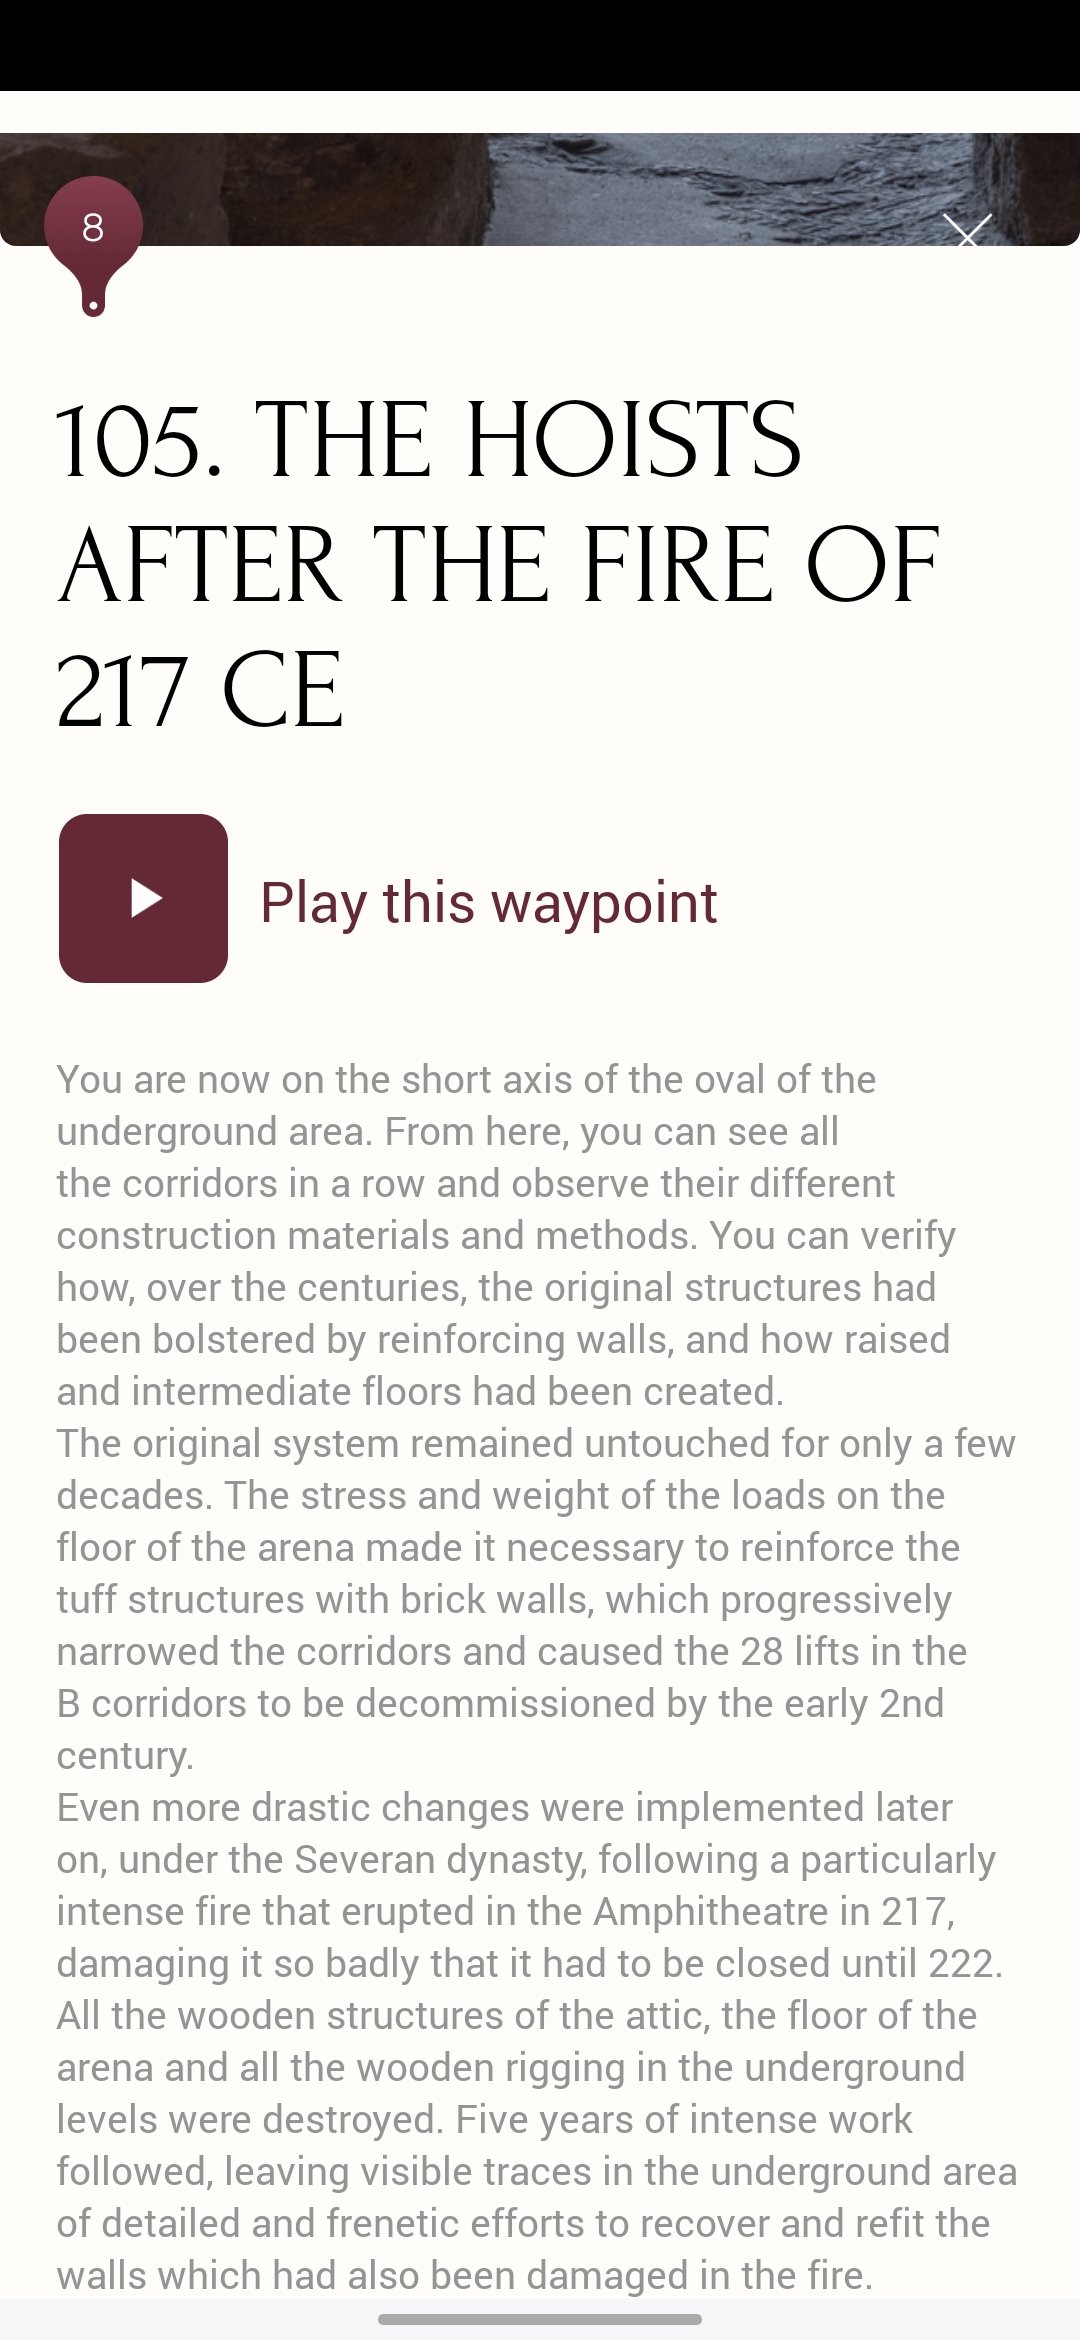 8
105. THE HOISTS
AFTER THE FIRE OF
217 CE
Play this waypoint
You are now on the short axis of the oval of the
underground area. From here, you can see all
the corridors in a row and observe their different
construction materials and methods. You can verify
how, over the centuries, the original structures had
been bolstered by reinforcing walls, and how raised
and intermediate floors had been created.
The original system remained untouched for only a few
decades. The stress and weight of the loads on the
floor of the arena made it necessary to reinforce the
tuff structures with brick walls, which progressively
narrowed the corridors and caused the 28 lifts in the
B corridors to be decommissioned by the early 2nd
century.
Even more drastic changes were implemented later
on, under the Severan dynasty, following a particularly
intense fire that erupted in the Amphitheatre in 217,
damaging it so badly that it had to be closed until 222.
All the wooden structures of the attic, the floor of the
arena and all the wooden rigging in the underground
levels were destroyed. Five years of intense work
followed, leaving visible traces in the underground area
of detailed and frenetic efforts to recover and refit the
walls which had also been damaged in the fire.